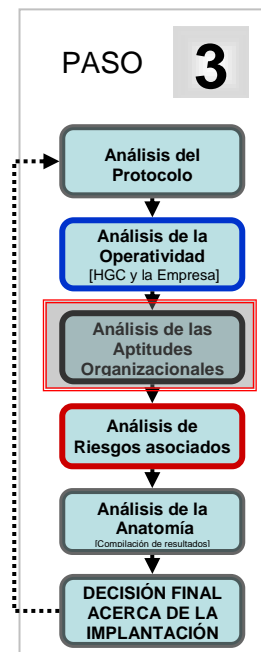 PASO 3
Análisis del
Protocolo
Análisis de la
Operatividad
[HGC y la Empresa]
Análisis de las
Aptitudes
Organizacionales
Análisis de
Riesgos asociados
Análisis de la
Anatomía
[Compilación de resultados]
DECISIÓN FINAL
ACERCA DE LA
IMPLANTACIÓN